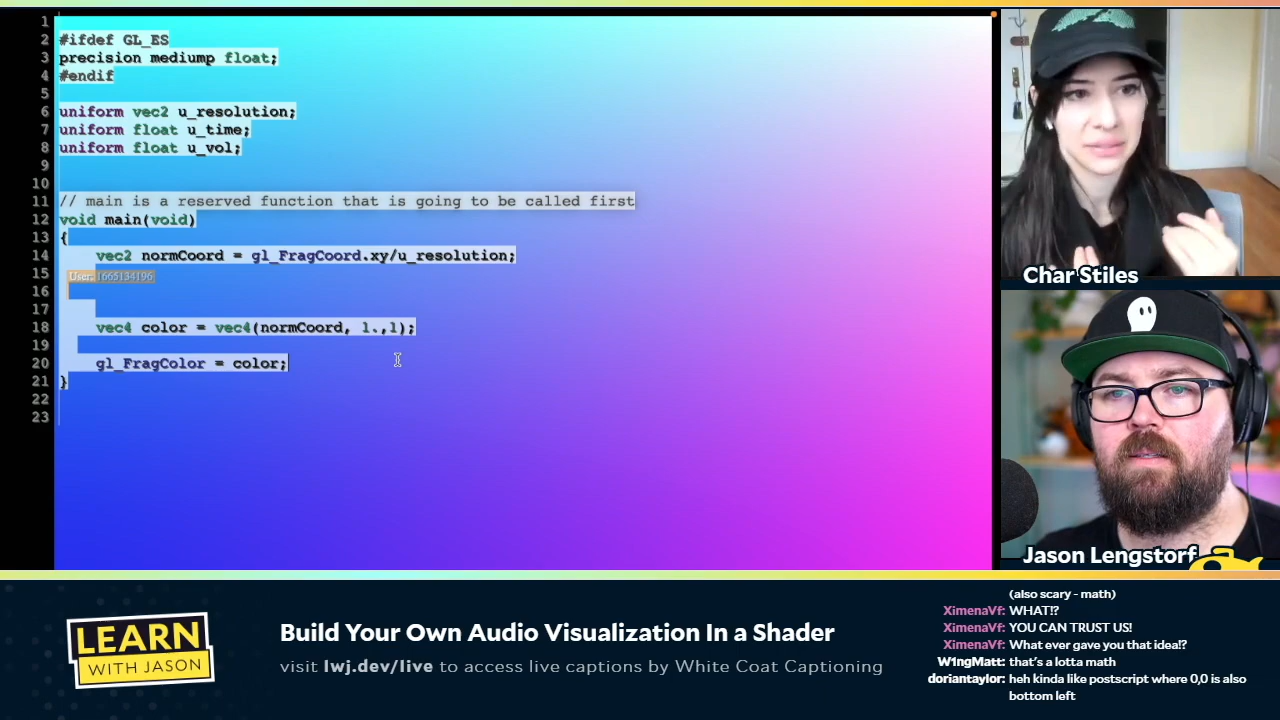 1
2 #ifdef GL_ES
3 precision mediump float;
4 #endif
5
6 uniform vec2 u_resolution;
7 uniform float u_time;
8 uniform float u_vol;
9
10
11 // main is a reserved function that is going to be called first
12 void main(void)
13 {
14 vec2 normCoord = gl_FragCoord.xy/u_resolution;
15 User: 1665134196
16
17
18 vec4 color = vec4(normCoord, 1.,1);
19
20 gl_FragColor = color;
21 }
22
23
Char Stiles
Jason Lengstorf
LEARN
WITH JASON
Build Your Own Audio Visualization In a Shader
visit lwj.dev/live to access live captions by White Coat Captioning
(also scary - math)
XimenaVf: WHAT!?
XimenaVf: YOU CAN TRUST US!
XimenaVf: What ever gave you that idea!?
W1ngMatt: that's a lotta math
doriantaylor: heh kinda like postscript where 0,0 is also
bottom left